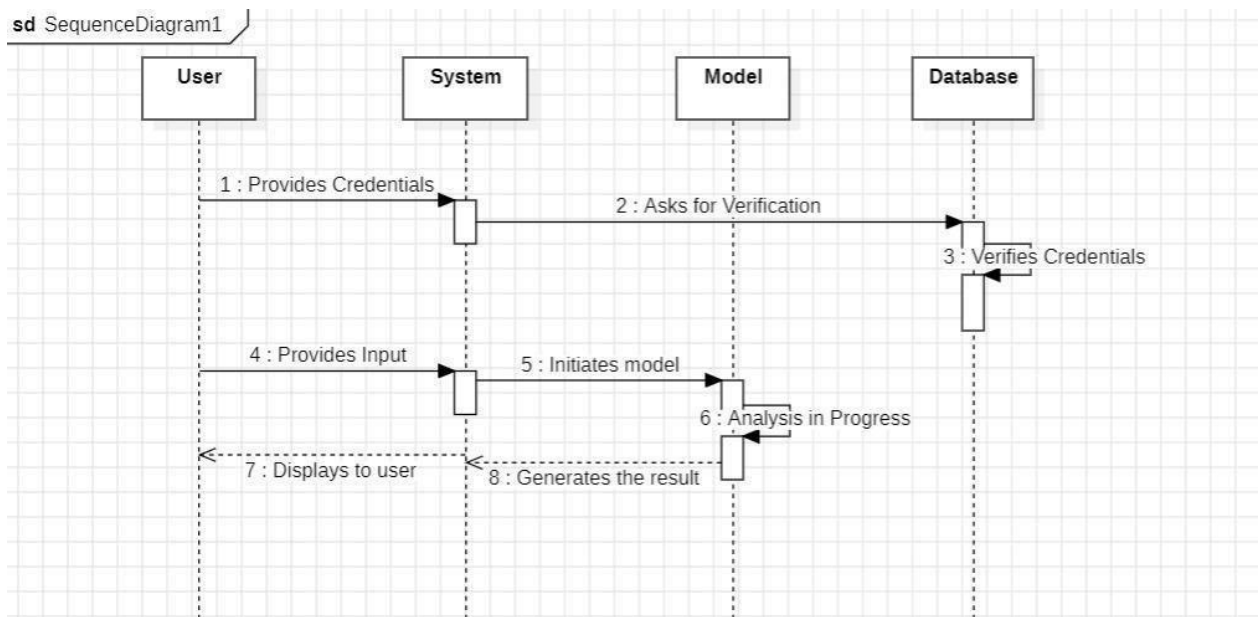 sd SequenceDiagram1
User
System
Model
Database
1 : Provides Credentials
2 : Asks for Verification
3 : Verifies Credentials
4 : Provides Input
5 : Initiates model
6 : Analysis in Progress
7 : Displays to user
8 : Generates the result